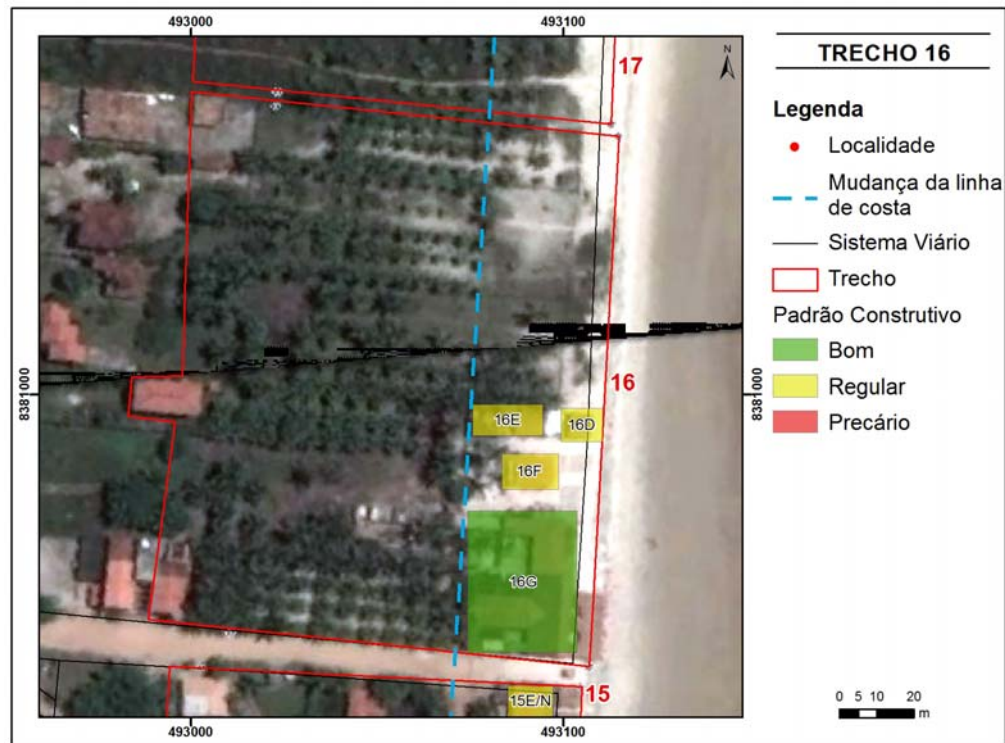 493000
493100
8381000
8381000
N
17
16
16E
16D
16F
16G
15
15E/N
493000
493100
TRECHO 16
Legenda
Localidade
Mudança da linha
de costa
Sistema Viário
Trecho
Padrão Construtivo
Bom
Regular
Precário
0 5 10 20
m